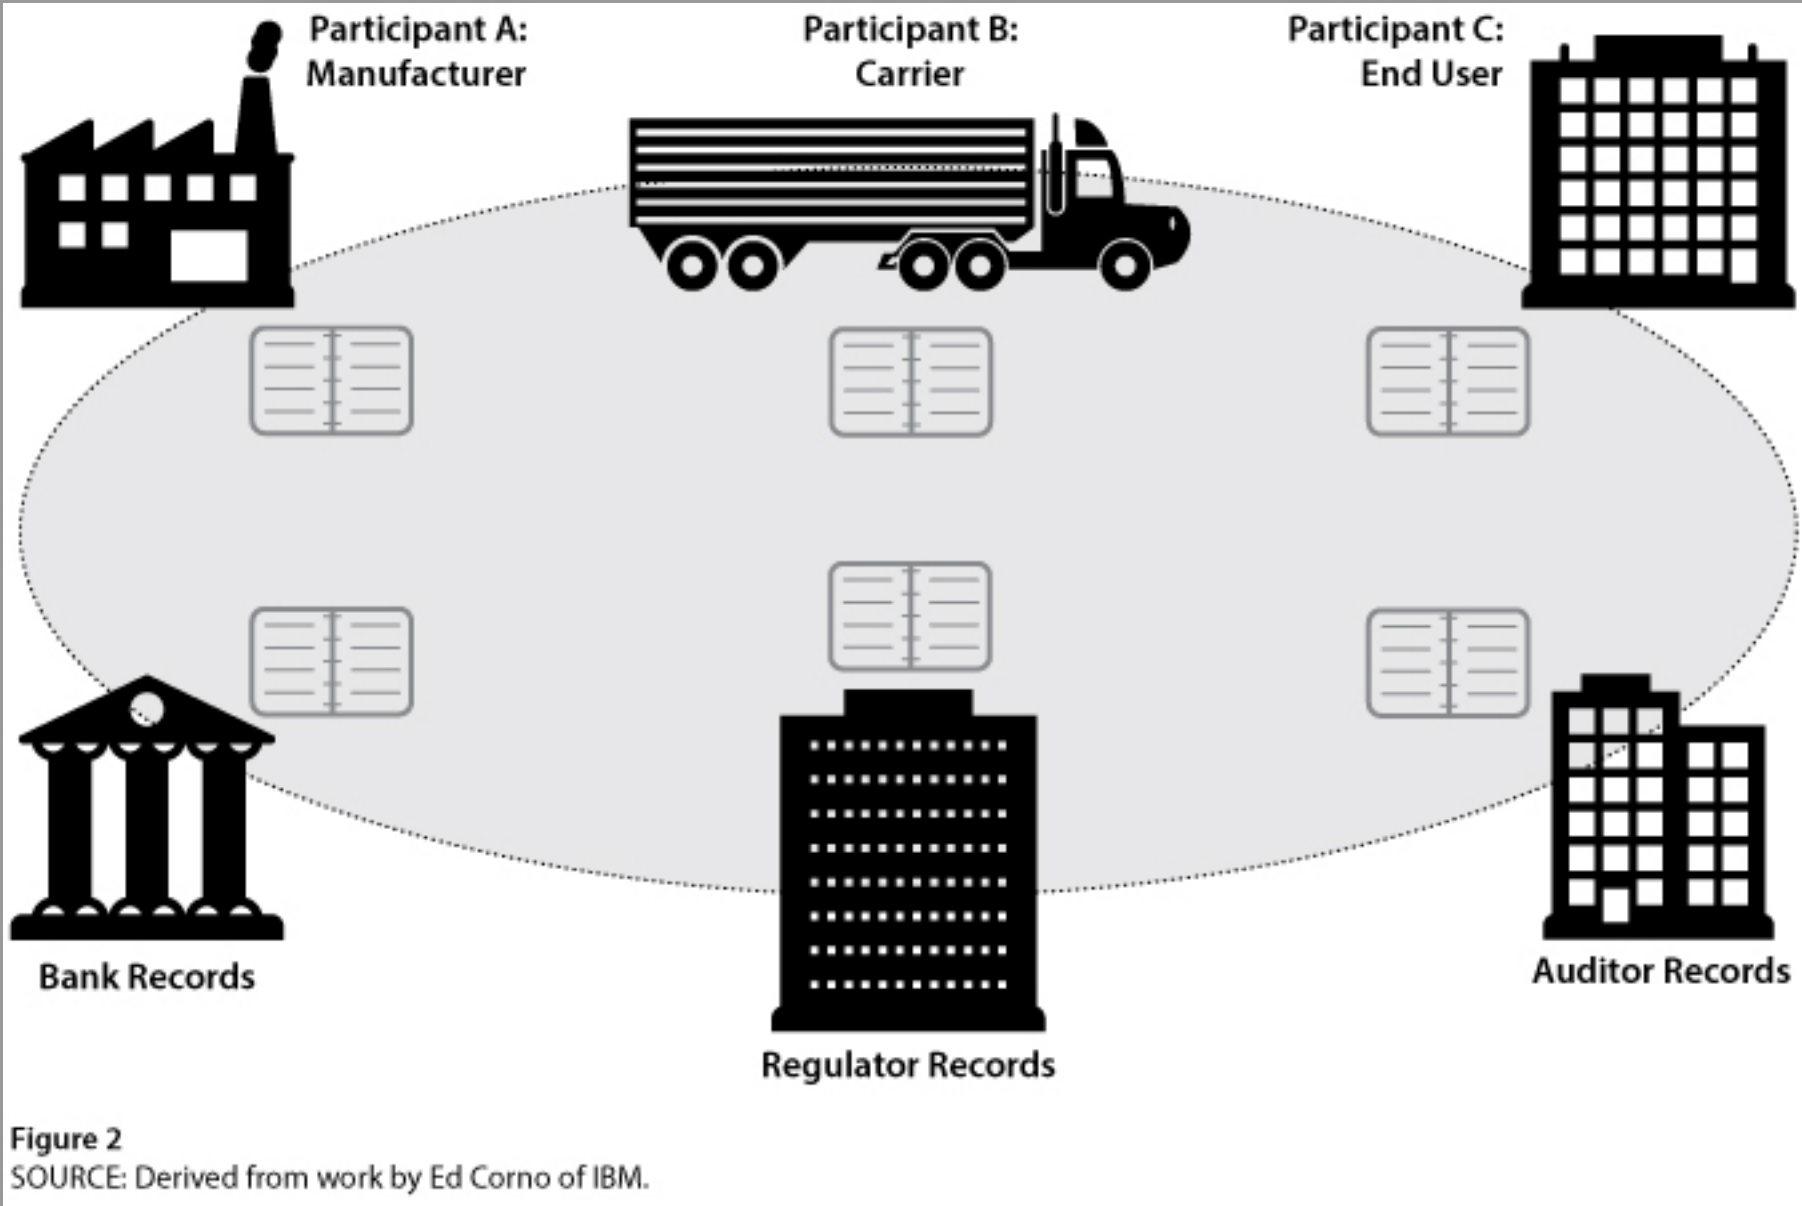 Participant A:
Manufacturer
Participant B:
Carrier
Participant C:
End User
Bank Records
Regulator Records
Auditor Records
Figure 2
SOURCE: Derived from work by Ed Corno of IBM.